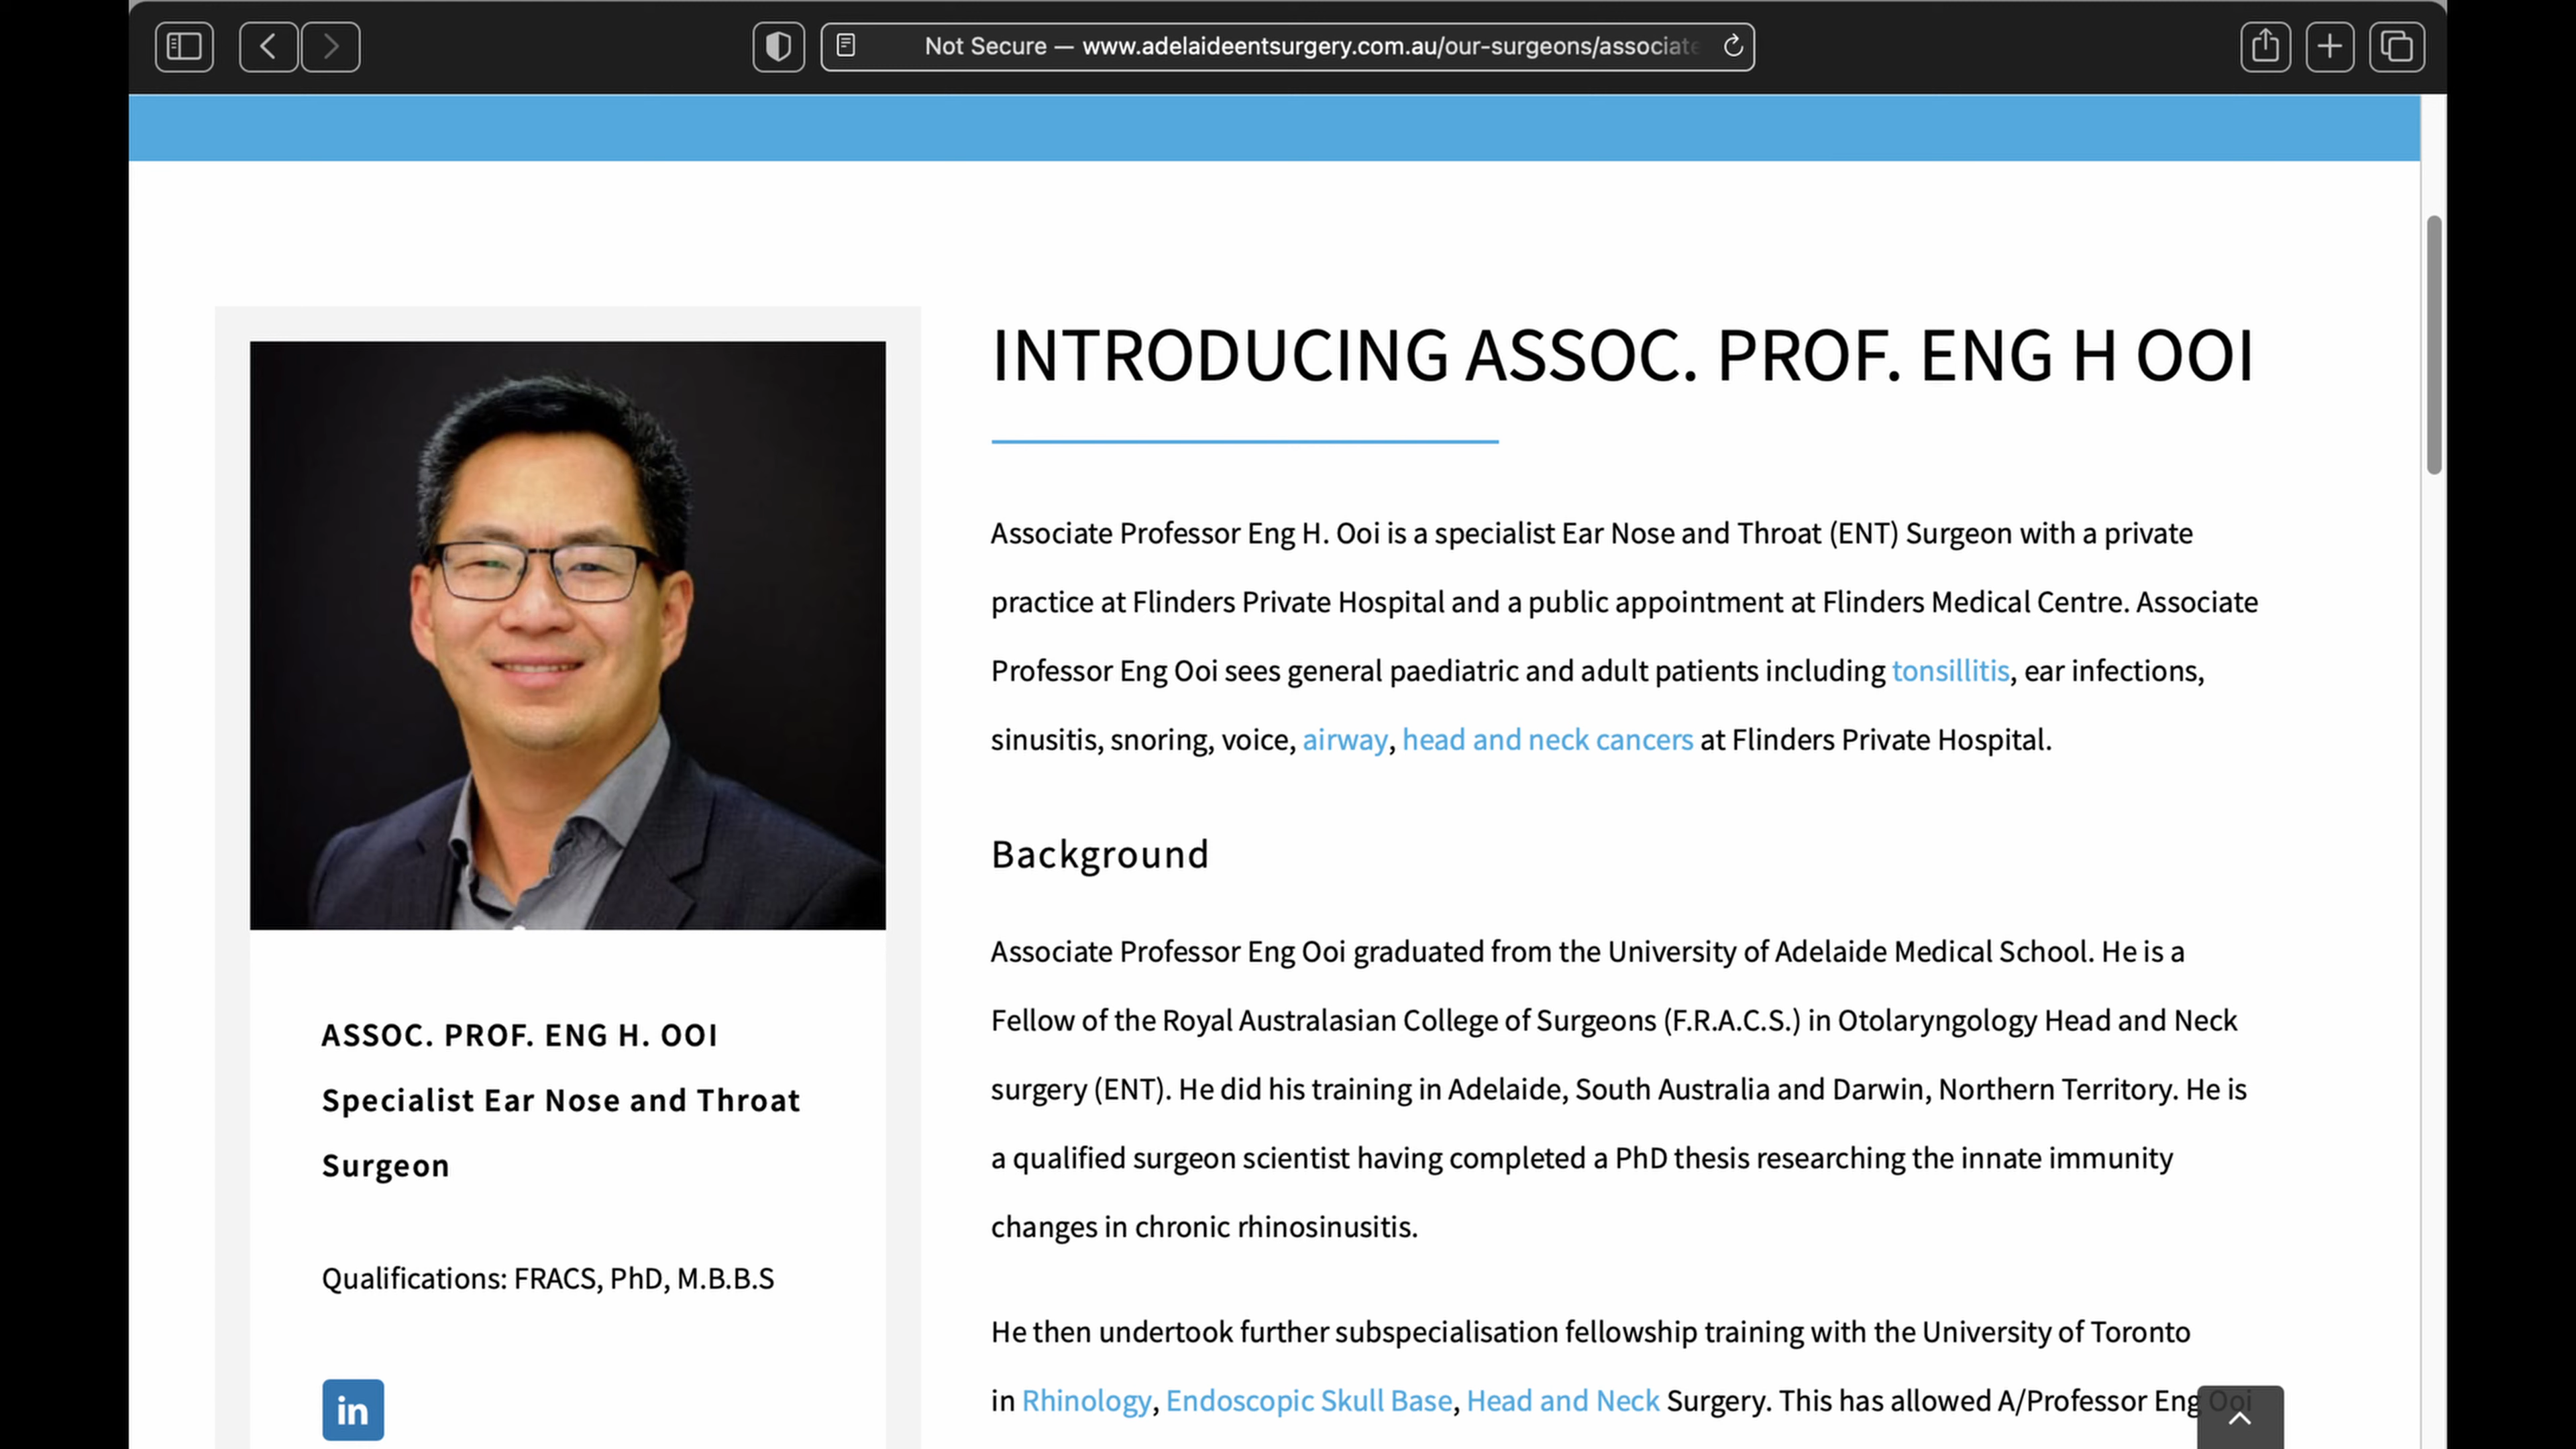 Not Secure — www.adelaideentsurgery.com.au/our-surgeons/associate
INTRODUCING ASSOC. PROF. ENG H OOI
Associate Professor Eng H. Ooi is a specialist Ear Nose and Throat (ENT) Surgeon with a private
practice at Flinders Private Hospital and a public appointment at Flinders Medical Centre. Associate
Professor Eng Ooi sees general paediatric and adult patients including tonsillitis, ear infections,
sinusitis, snoring, voice, airway, head and neck cancers at Flinders Private Hospital.
Background
Associate Professor Eng Ooi graduated from the University of Adelaide Medical School. He is a
Fellow of the Royal Australasian College of Surgeons (F.R.A.C.S.) in Otolaryngology Head and Neck
surgery (ENT). He did his training in Adelaide, South Australia and Darwin, Northern Territory. He is
a qualified surgeon scientist having completed a PhD thesis researching the innate immunity
changes in chronic rhinosinusitis.
He then undertook further subspecialisation fellowship training with the University of Toronto
in Rhinology, Endoscopic Skull Base, Head and Neck Surgery. This has allowed A/Professor Eng Ooi
ASSOC. PROF. ENG H. OOI
Specialist Ear Nose and Throat
Surgeon
Qualifications: FRACS, PhD, M.B.B.S
in